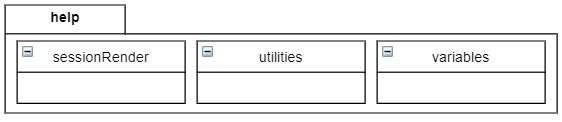 help
sessionRender
utilities
variables